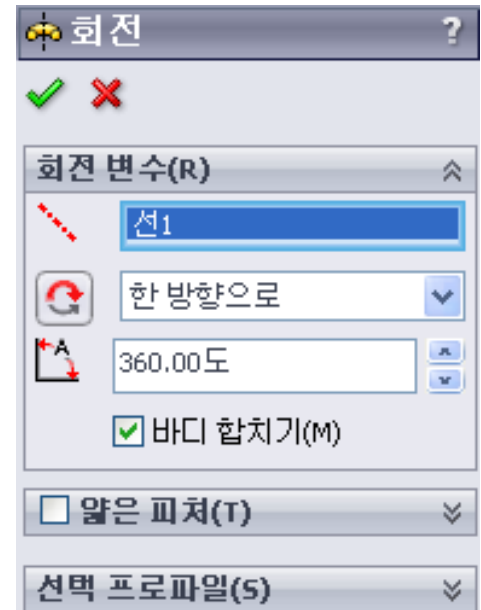 회전 ?
회전 변수(R)
선1
한 방향으로
A
360.00도
바디 합치기(M)
얇은 피처(T)
선택 프로파일(S)